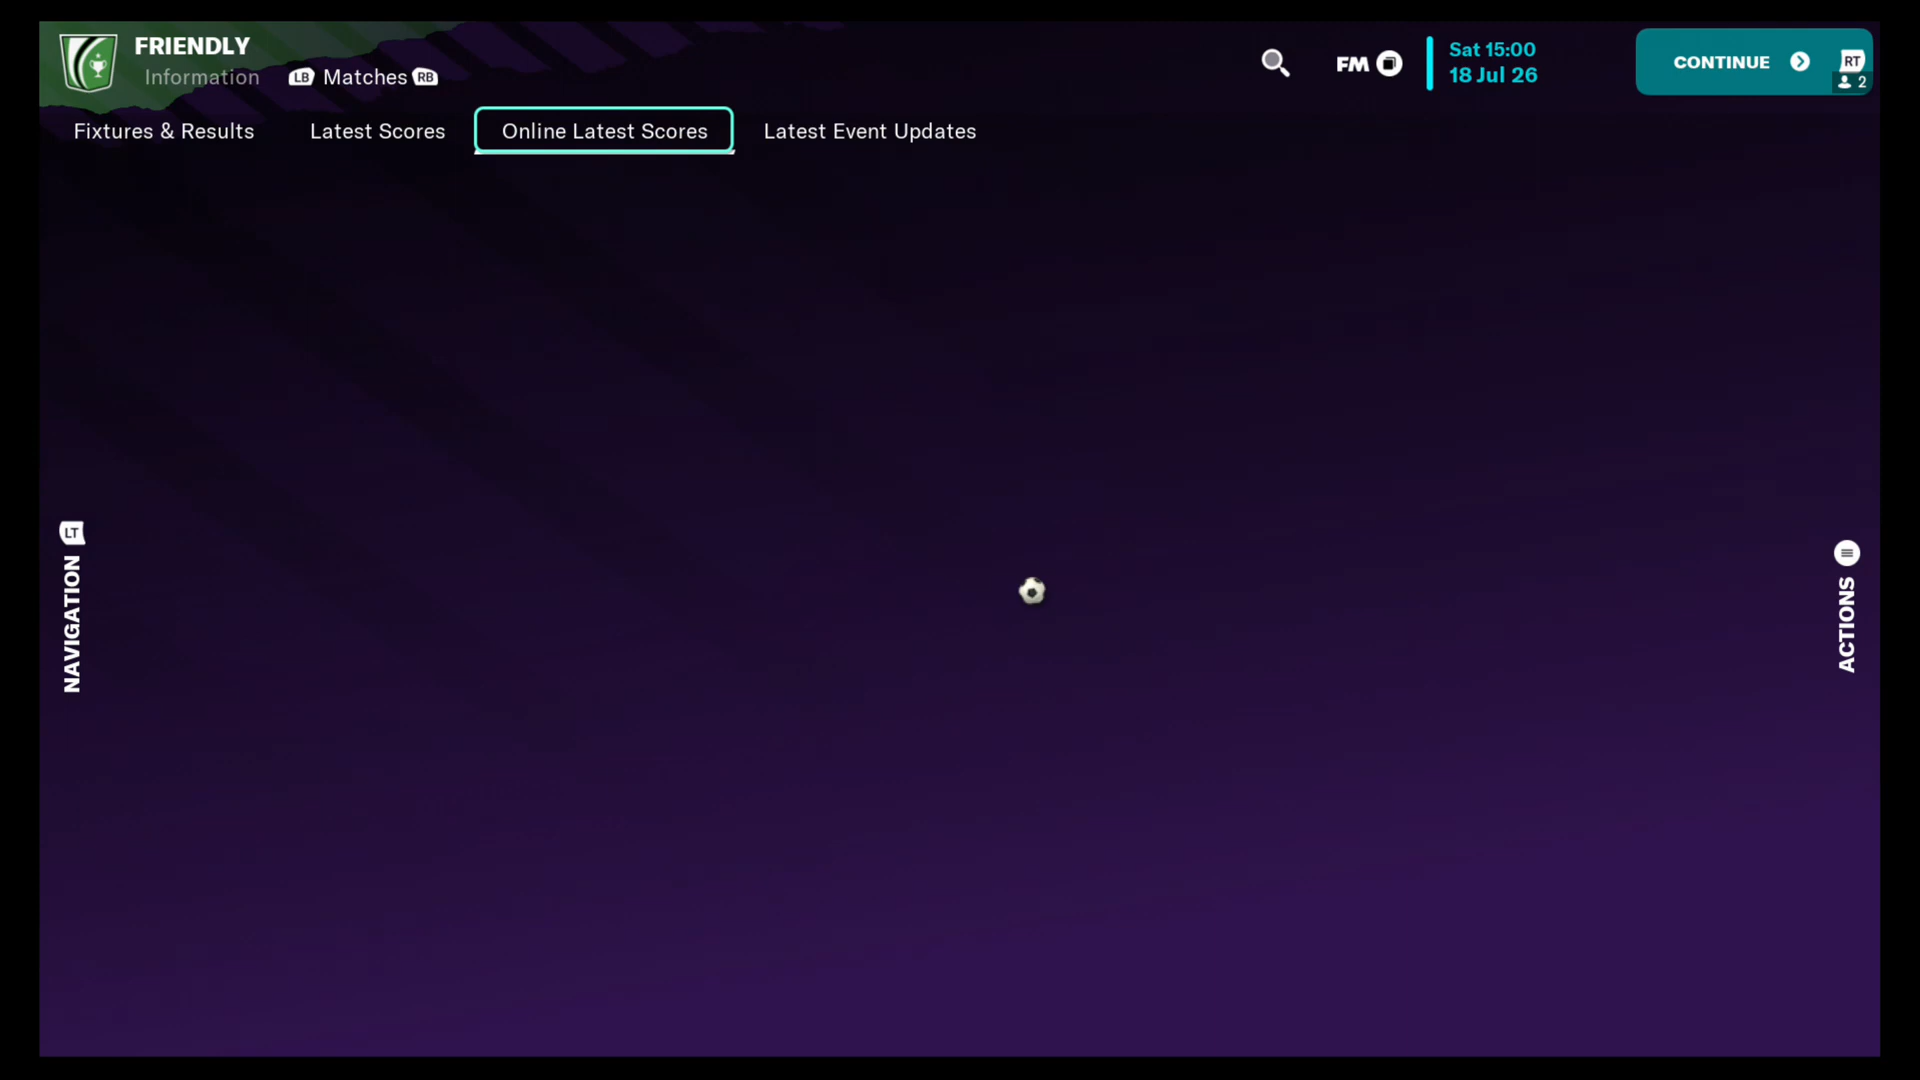 FRIENDLY
Information
LB Matches RB
FM
Sat 15:00
18 Jul 26
CONTINUE
RT
2
Fixtures & Results
Latest Scores
Online Latest Scores
Latest Event Updates
LT
NAVIGATION
ACTIONS